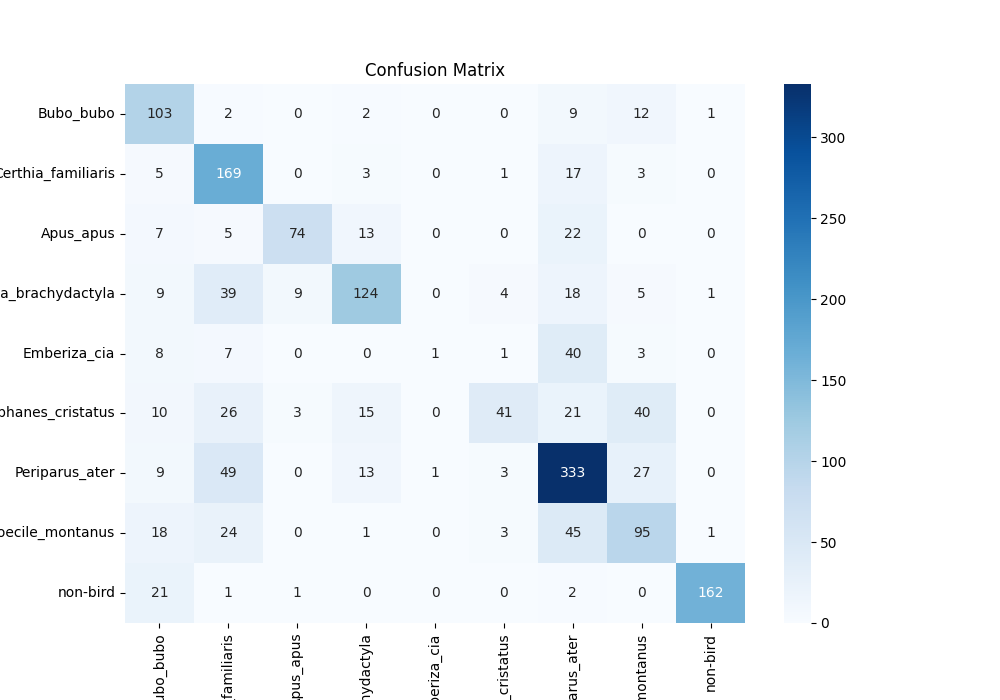 Confusion Matrix
Bubo_bubo 103 2 0 2 0 0 9 12 1
Certhia_familiaris 5 169 0 3 0 1 17 3 0
Apus_apus 7 5 74 13 0 0 22 0 0
a_brachydactyla 9 39 9 124 0 4 18 5 1
Emberiza_cia 8 7 0 0 1 1 40 3 0
phanes_cristatus 10 26 3 15 0 41 21 40 0
Periparus_ater 9 49 0 13 1 3 333 27 0
oecile_montanus 18 24 0 1 0 3 45 95 1
non-bird 21 1 1 0 0 0 2 0 162
ubo_bubo
familiaris
pus_apus
hydactyla
beriza_cia
_cristatus
arus_ater
montanus
non-bird
300
250
200
150
100
50
0